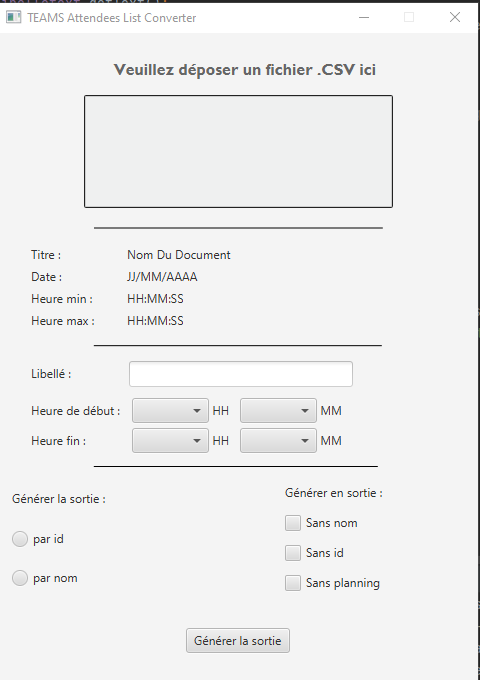 TEAMS Attendees List Converter
Veuillez déposer un fichier .CSV ici
Titre : Nom Du Document
Date : JJ/MM/AAAA
Heure min : HH:MM:SS
Heure max : HH:MM:SS
Libellé :
Heure de début : HH MM
Heure fin : HH MM
Générer la sortie :
par id
par nom
Générer en sortie :
Sans nom
Sans id
Sans planning
Générer la sortie